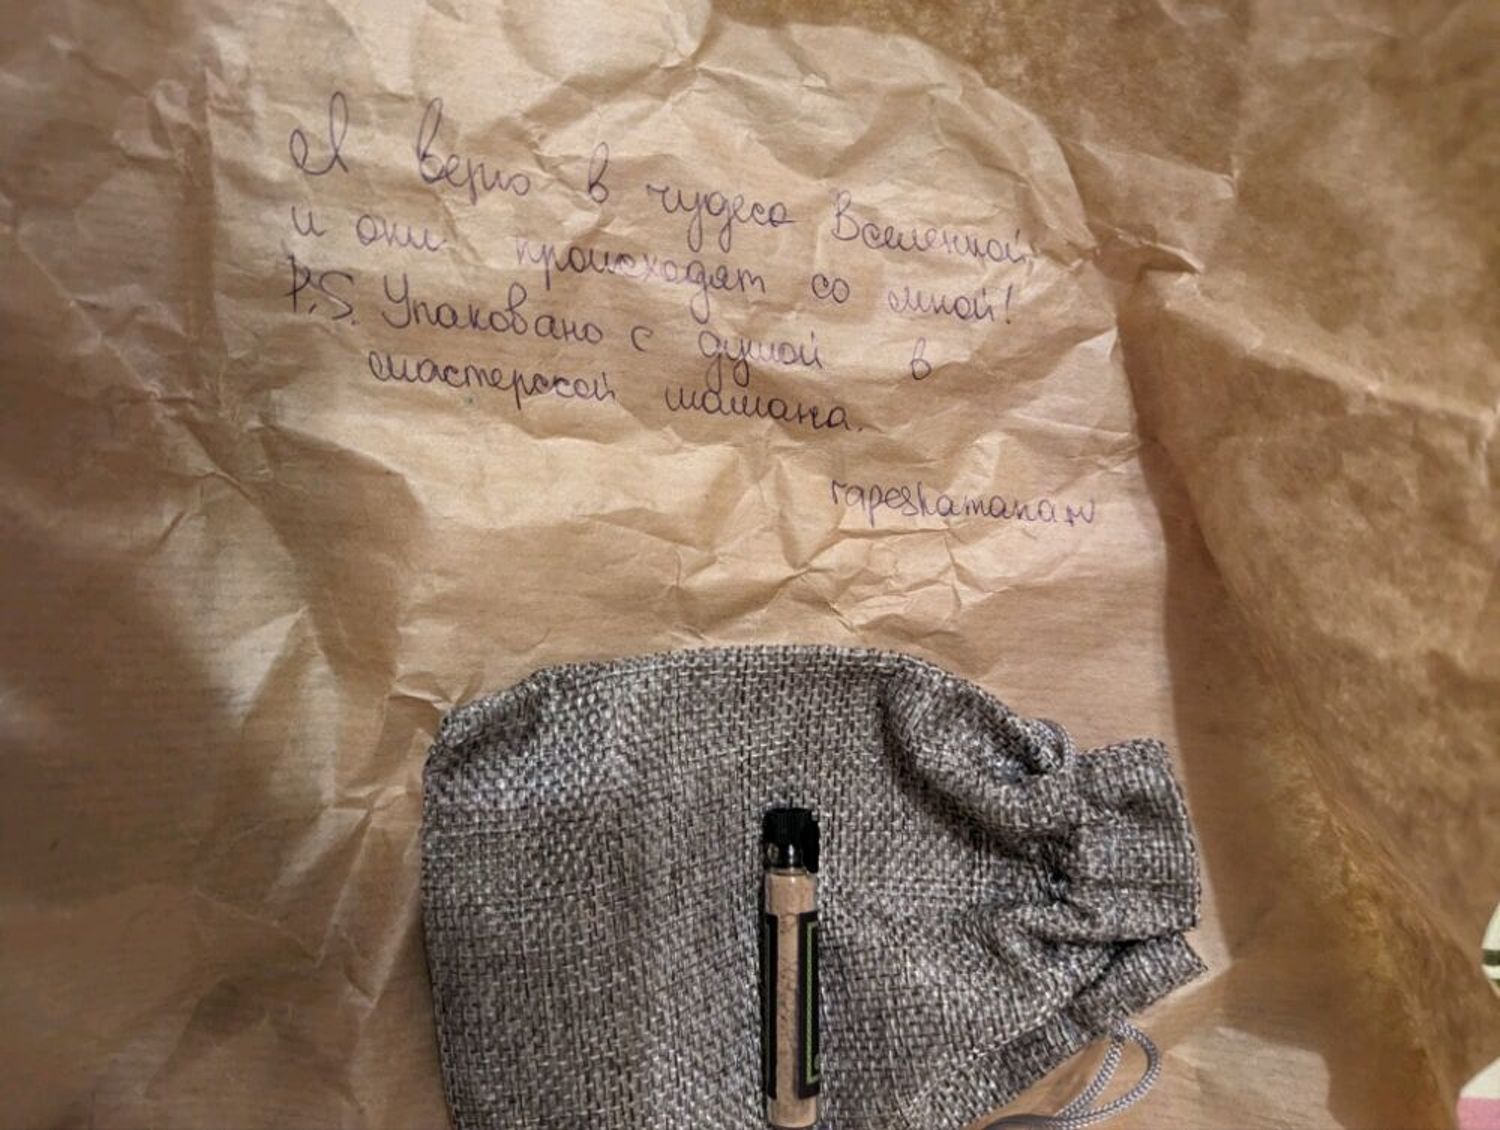 Я верю в чудеса Вселенной
и они происходят со мной!
P.S. Упаковано с душой в
мастерской шамана.